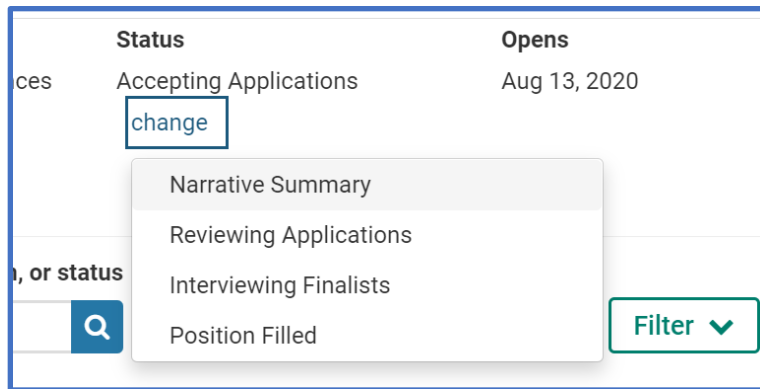 Status
Opens
ces
Accepting Applications
Aug 13, 2020
change
Narrative Summary
Reviewing Applications
Interviewing Finalists
, or status
Position Filled
Filter